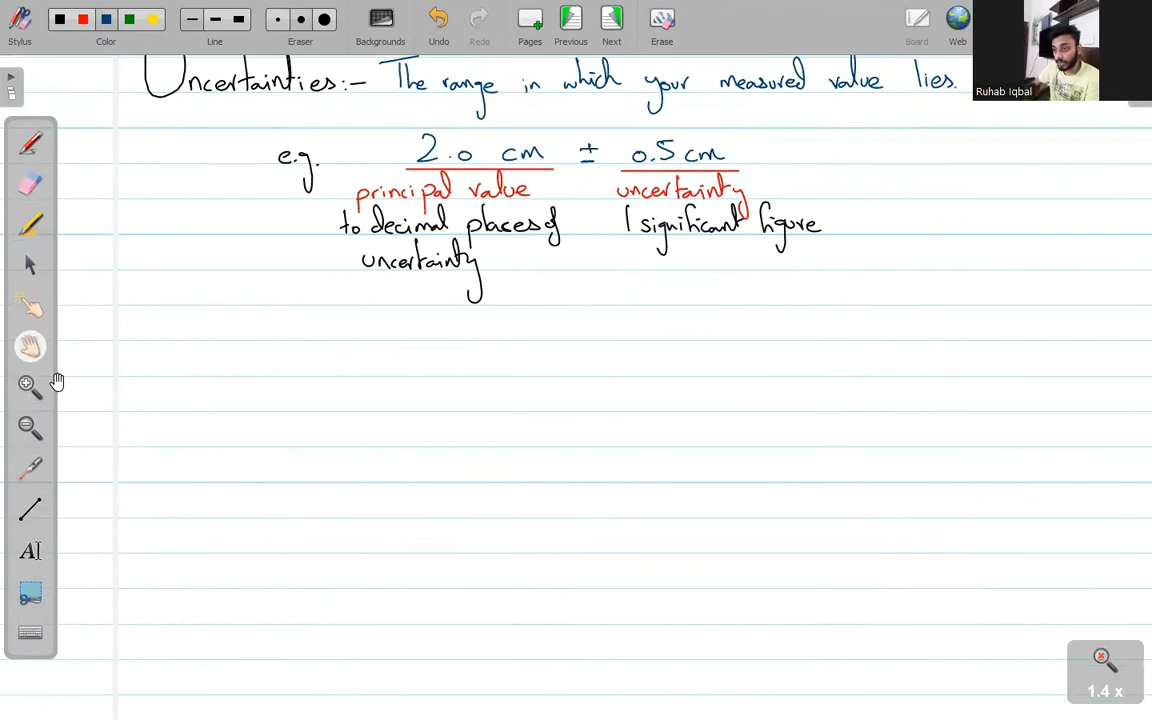 Stylus
Color
Line
Eraser
Backgrounds
Undo
Redo
Pages
Previous
Next
Erase
Board
Web
Ruhab Iqbal
Uncertainties:- The range in which your measured value lies.
e.g. 2.0 cm ± 0.5 cm
principal value uncertainty
to decimal places of 1 significant figure
uncertainty
AI
1.4 x